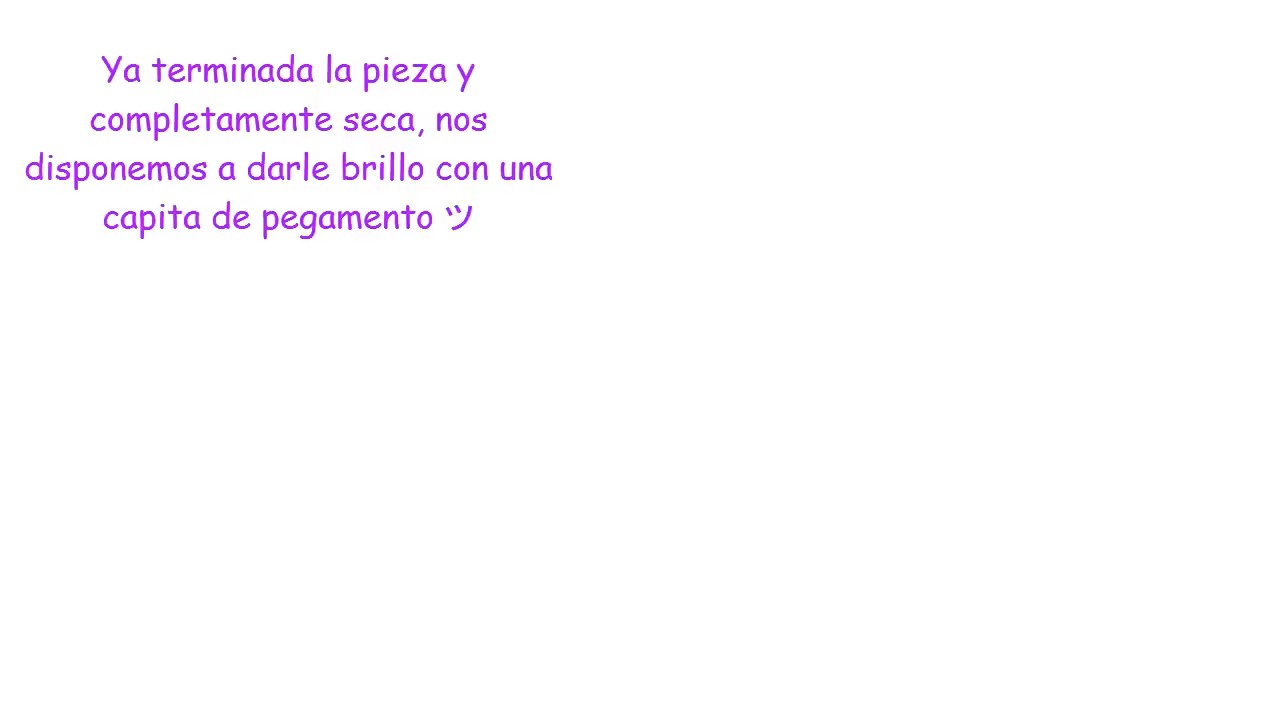 Ya terminada la pieza y
completamente seca, nos
disponemos a darle brillo con una
capita de pegamento ツ